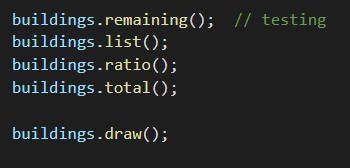 buildings.remaining();  // testing
buildings.list();
buildings.ratio();
buildings.total();

buildings.draw();